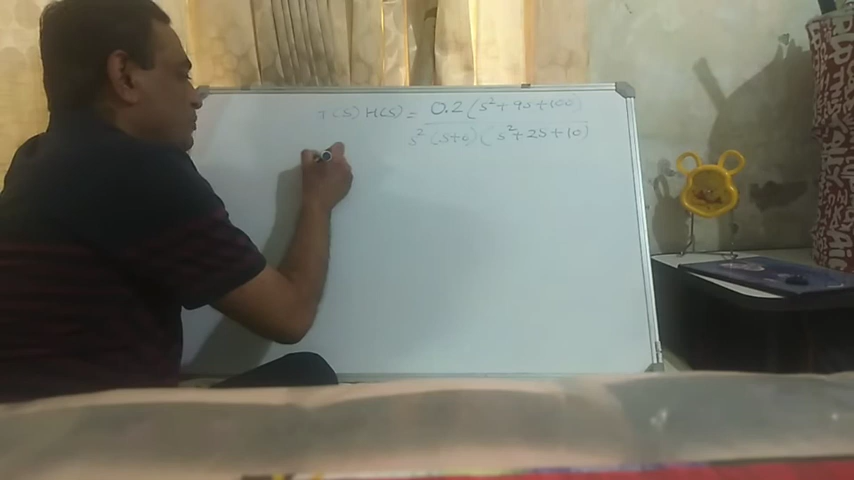 G(S) H(S) = 0.2 (s² + 9s + 100)
s² (s+6) (s² + 2s + 10)